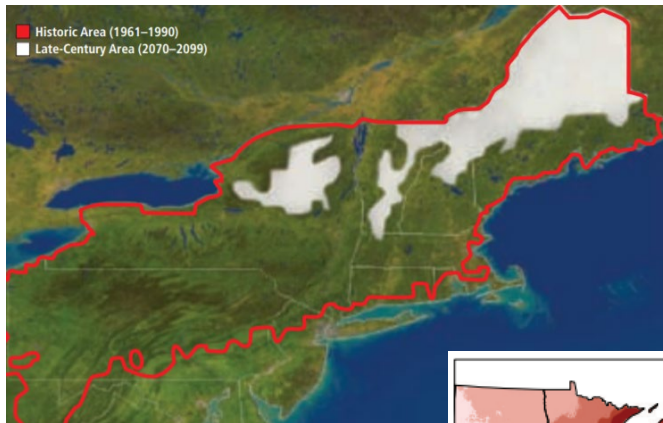 Historic Area (1961–1990)
Late-Century Area (2070–2099)